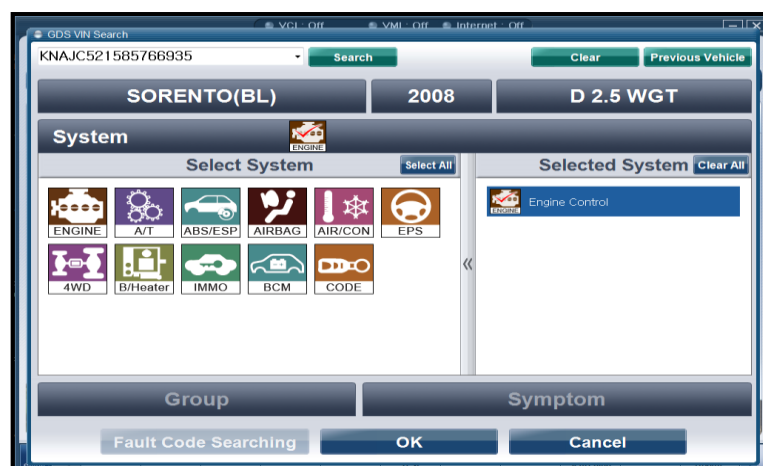 VCI : Off VMI : Off Internet : Off
GDS VIN Search
KNAJC521585766935 Search Clear Previous Vehicle
SORENTO(BL) 2008 D 2.5 WGT
System ENGINE
Select System Select All Selected System Clear All
ENGINE Engine Control
ENGINE A/T ABS/ESP AIRBAG AIR/CON EPS
4WD B/Heater IMMO BCM CODE
Group Symptom
Fault Code Searching OK Cancel